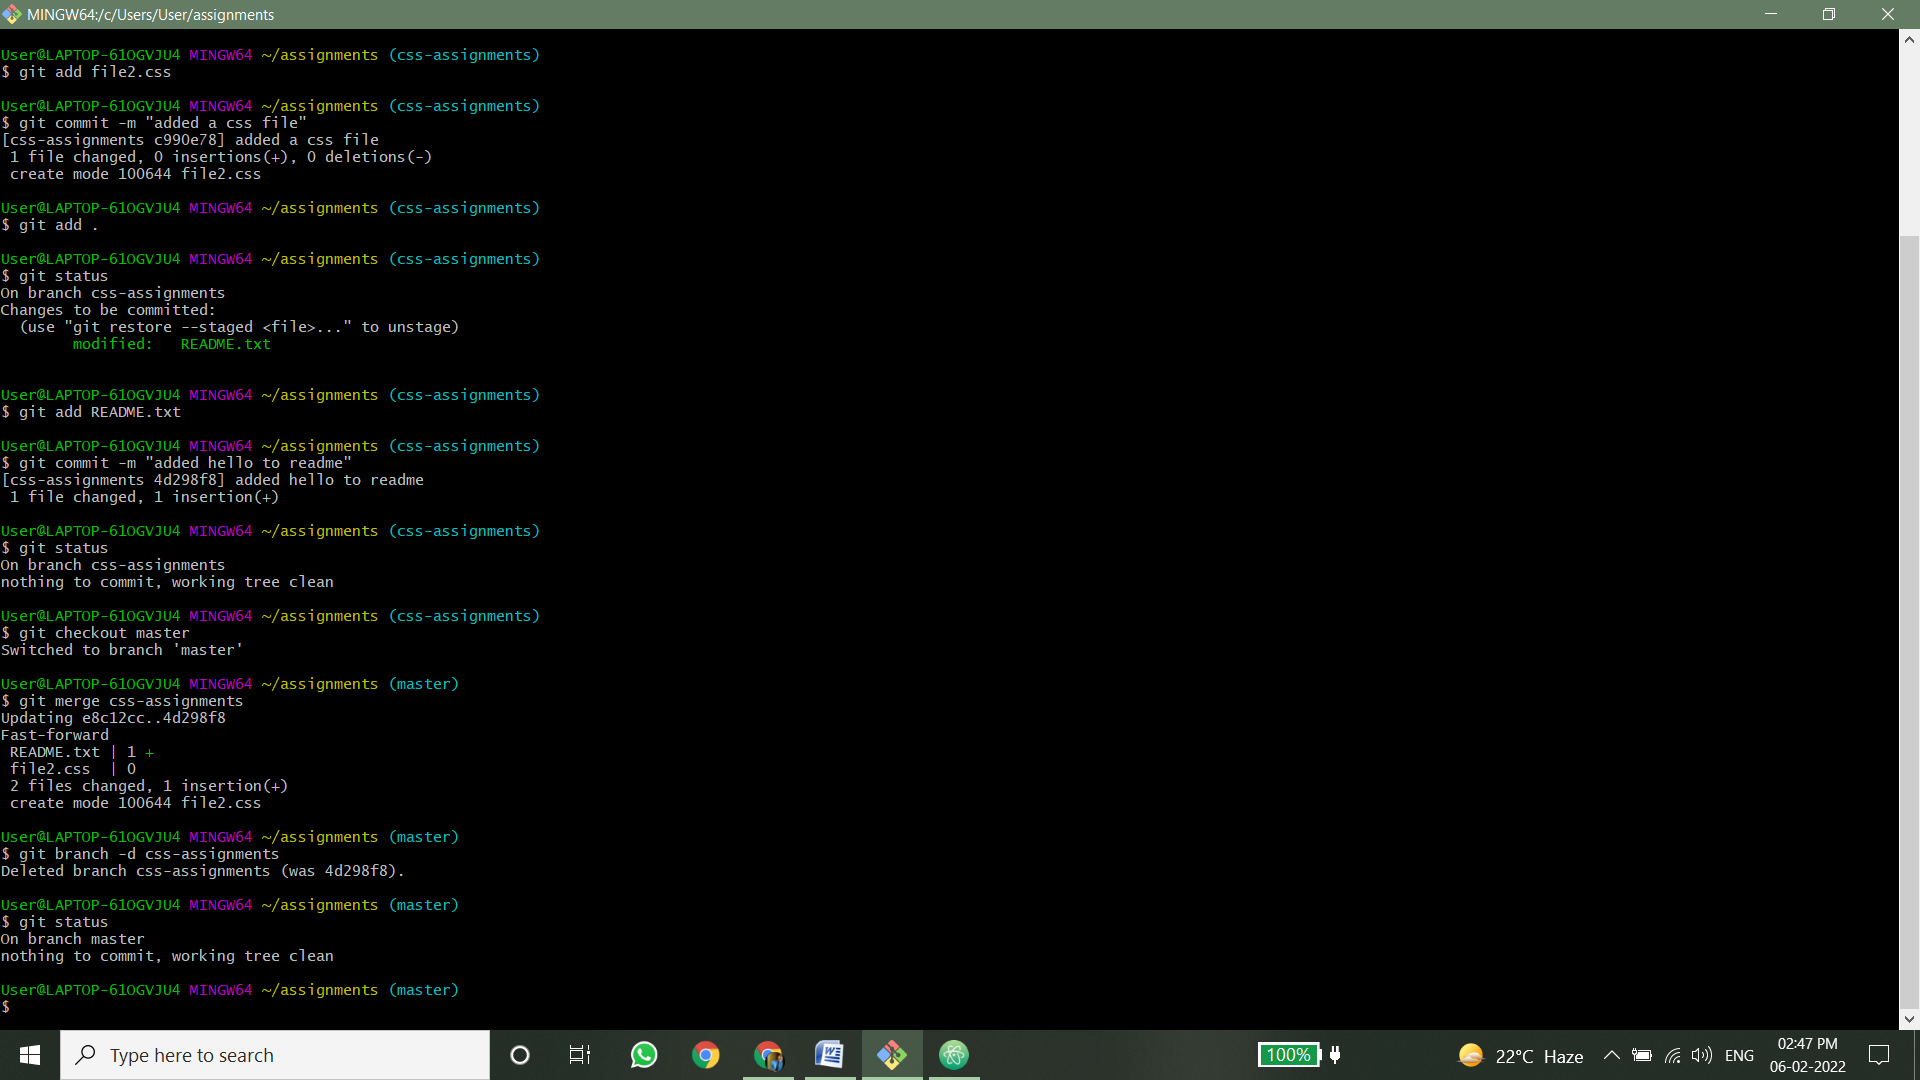 MINGW64:/c/Users/User/assignments
User@LAPTOP-61OGVJU4 MINGW64 ~/assignments (css-assignments)
$ git add file2.css
User@LAPTOP-61OGVJU4 MINGW64 ~/assignments (css-assignments)
$ git commit -m "added a css file"
[css-assignments c990e78] added a css file
 1 file changed, 0 insertions(+), 0 deletions(-)
 create mode 100644 file2.css
User@LAPTOP-61OGVJU4 MINGW64 ~/assignments (css-assignments)
$ git add .
User@LAPTOP-61OGVJU4 MINGW64 ~/assignments (css-assignments)
$ git status
On branch css-assignments
Changes to be committed:
  (use "git restore --staged <file>..." to unstage)
        modified:   README.txt
User@LAPTOP-61OGVJU4 MINGW64 ~/assignments (css-assignments)
$ git add README.txt
User@LAPTOP-61OGVJU4 MINGW64 ~/assignments (css-assignments)
$ git commit -m "added hello to readme"
[css-assignments 4d298f8] added hello to readme
 1 file changed, 1 insertion(+)
User@LAPTOP-61OGVJU4 MINGW64 ~/assignments (css-assignments)
$ git status
On branch css-assignments
nothing to commit, working tree clean
User@LAPTOP-61OGVJU4 MINGW64 ~/assignments (css-assignments)
$ git checkout master
Switched to branch 'master'
User@LAPTOP-61OGVJU4 MINGW64 ~/assignments (master)
$ git merge css-assignments
Updating e8c12cc..4d298f8
Fast-forward
 README.txt | 1 +
 file2.css  | 0
 2 files changed, 1 insertion(+)
 create mode 100644 file2.css
User@LAPTOP-61OGVJU4 MINGW64 ~/assignments (master)
$ git branch -d css-assignments
Deleted branch css-assignments (was 4d298f8).
User@LAPTOP-61OGVJU4 MINGW64 ~/assignments (master)
$ git status
On branch master
nothing to commit, working tree clean
User@LAPTOP-61OGVJU4 MINGW64 ~/assignments (master)
$
Type here to search
100%
22°C Haze
ENG
02:47 PM
06-02-2022